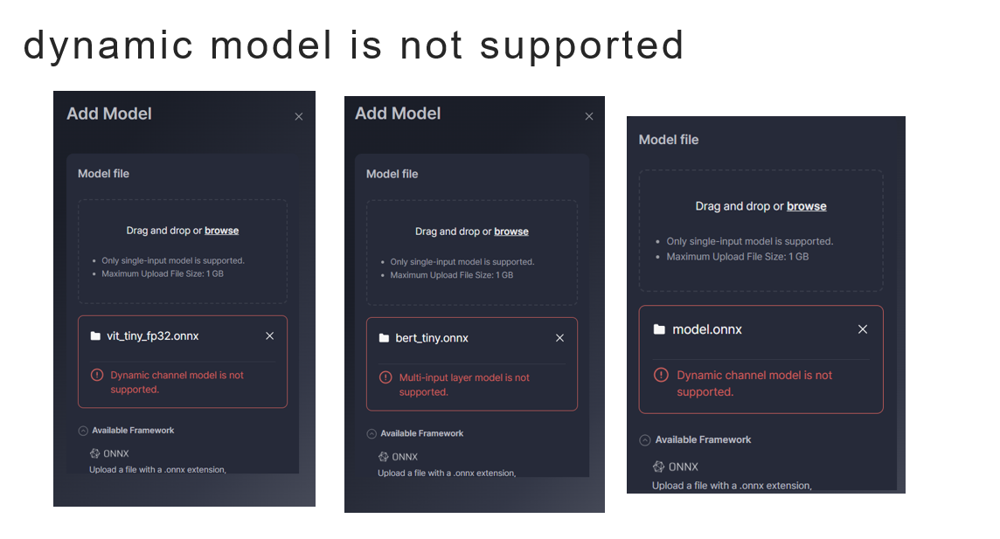 dynamic model is not supported
Add Model
Model file
Drag and drop or browse
• Only single-input model is supported.
• Maximum Upload File Size: 1 GB
vit_tiny_fp32.onnx
Dynamic channel model is not
supported.
Available Framework
ONNX
Upload a file with a .onnx extension,
Add Model
Model file
Drag and drop or browse
• Only single-input model is supported.
• Maximum Upload File Size: 1 GB
bert_tiny.onnx
Multi-input layer model is not
supported.
Available Framework
ONNX
Upload a file with a .onnx extension,
Model file
Drag and drop or browse
• Only single-input model is supported.
• Maximum Upload File Size: 1 GB
model.onnx
Dynamic channel model is not
supported.
Available Framework
ONNX
Upload a file with a .onnx extension,